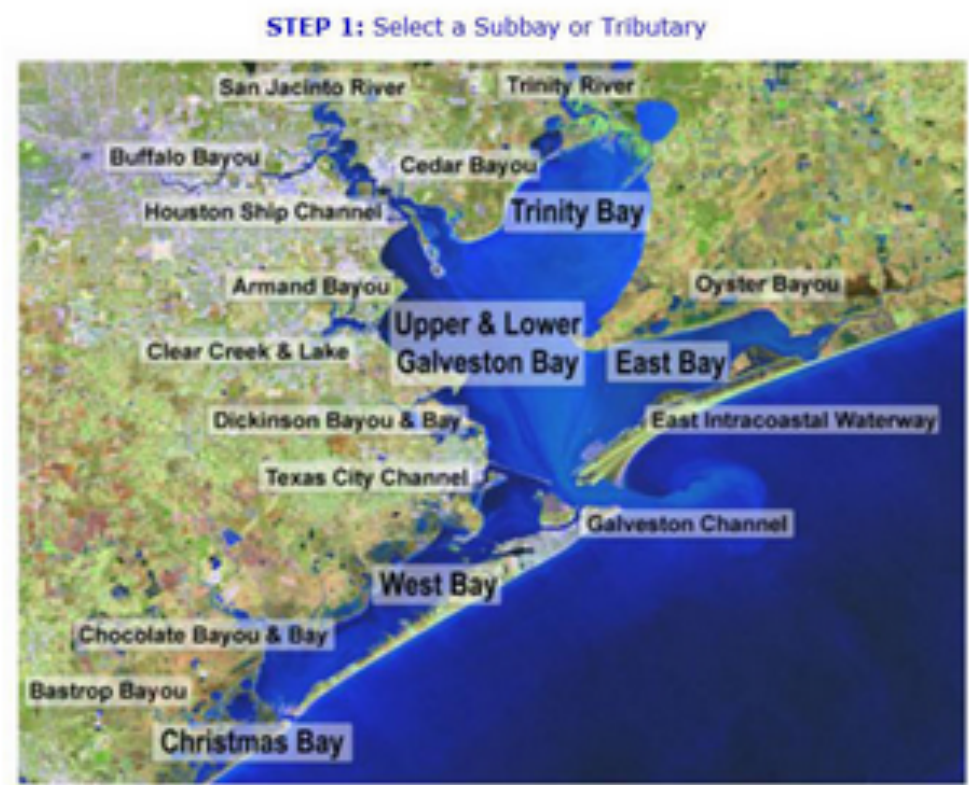 STEP 1: Select a Subbay or Tributary
San Jacinto River
Trinity River
Buffalo Bayou
Cedar Bayou
Houston Ship Channel
Trinity Bay
Armand Bayou
Oyster Bayou
Upper & Lower
Galveston Bay
Clear Creek & Lake
East Bay
Dickinson Bayou & Bay
East Intracoastal Waterway
Texas City Channel
Galveston Channel
West Bay
Chocolate Bayou & Bay
Bastrop Bayou
Christmas Bay